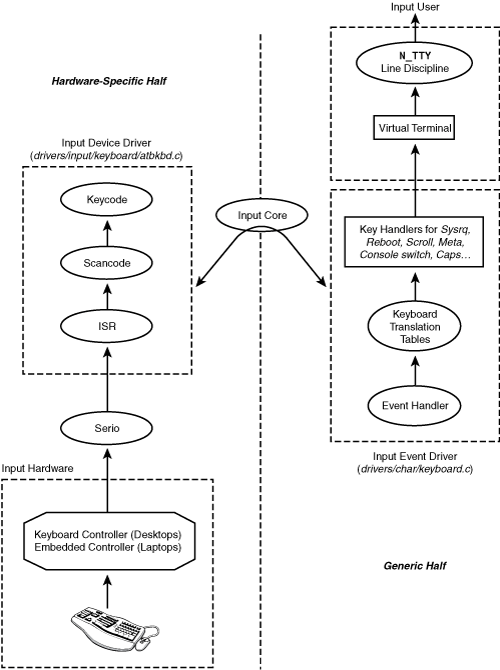 Input User
N_TTY
Line Discipline
Virtual Terminal
Hardware-Specific Half
Input Device Driver
(drivers/input/keyboard/atbkbd.c)
Keycode
Scancode
ISR
Serio
Input Core
Key Handlers for Sysrq,
Reboot, Scroll, Meta,
Console switch, Caps...
Keyboard
Translation
Tables
Event Handler
Input Event Driver
(drivers/char/keyboard.c)
Input Hardware
Keyboard Controller (Desktops)
Embedded Controller (Laptops)
Generic Half